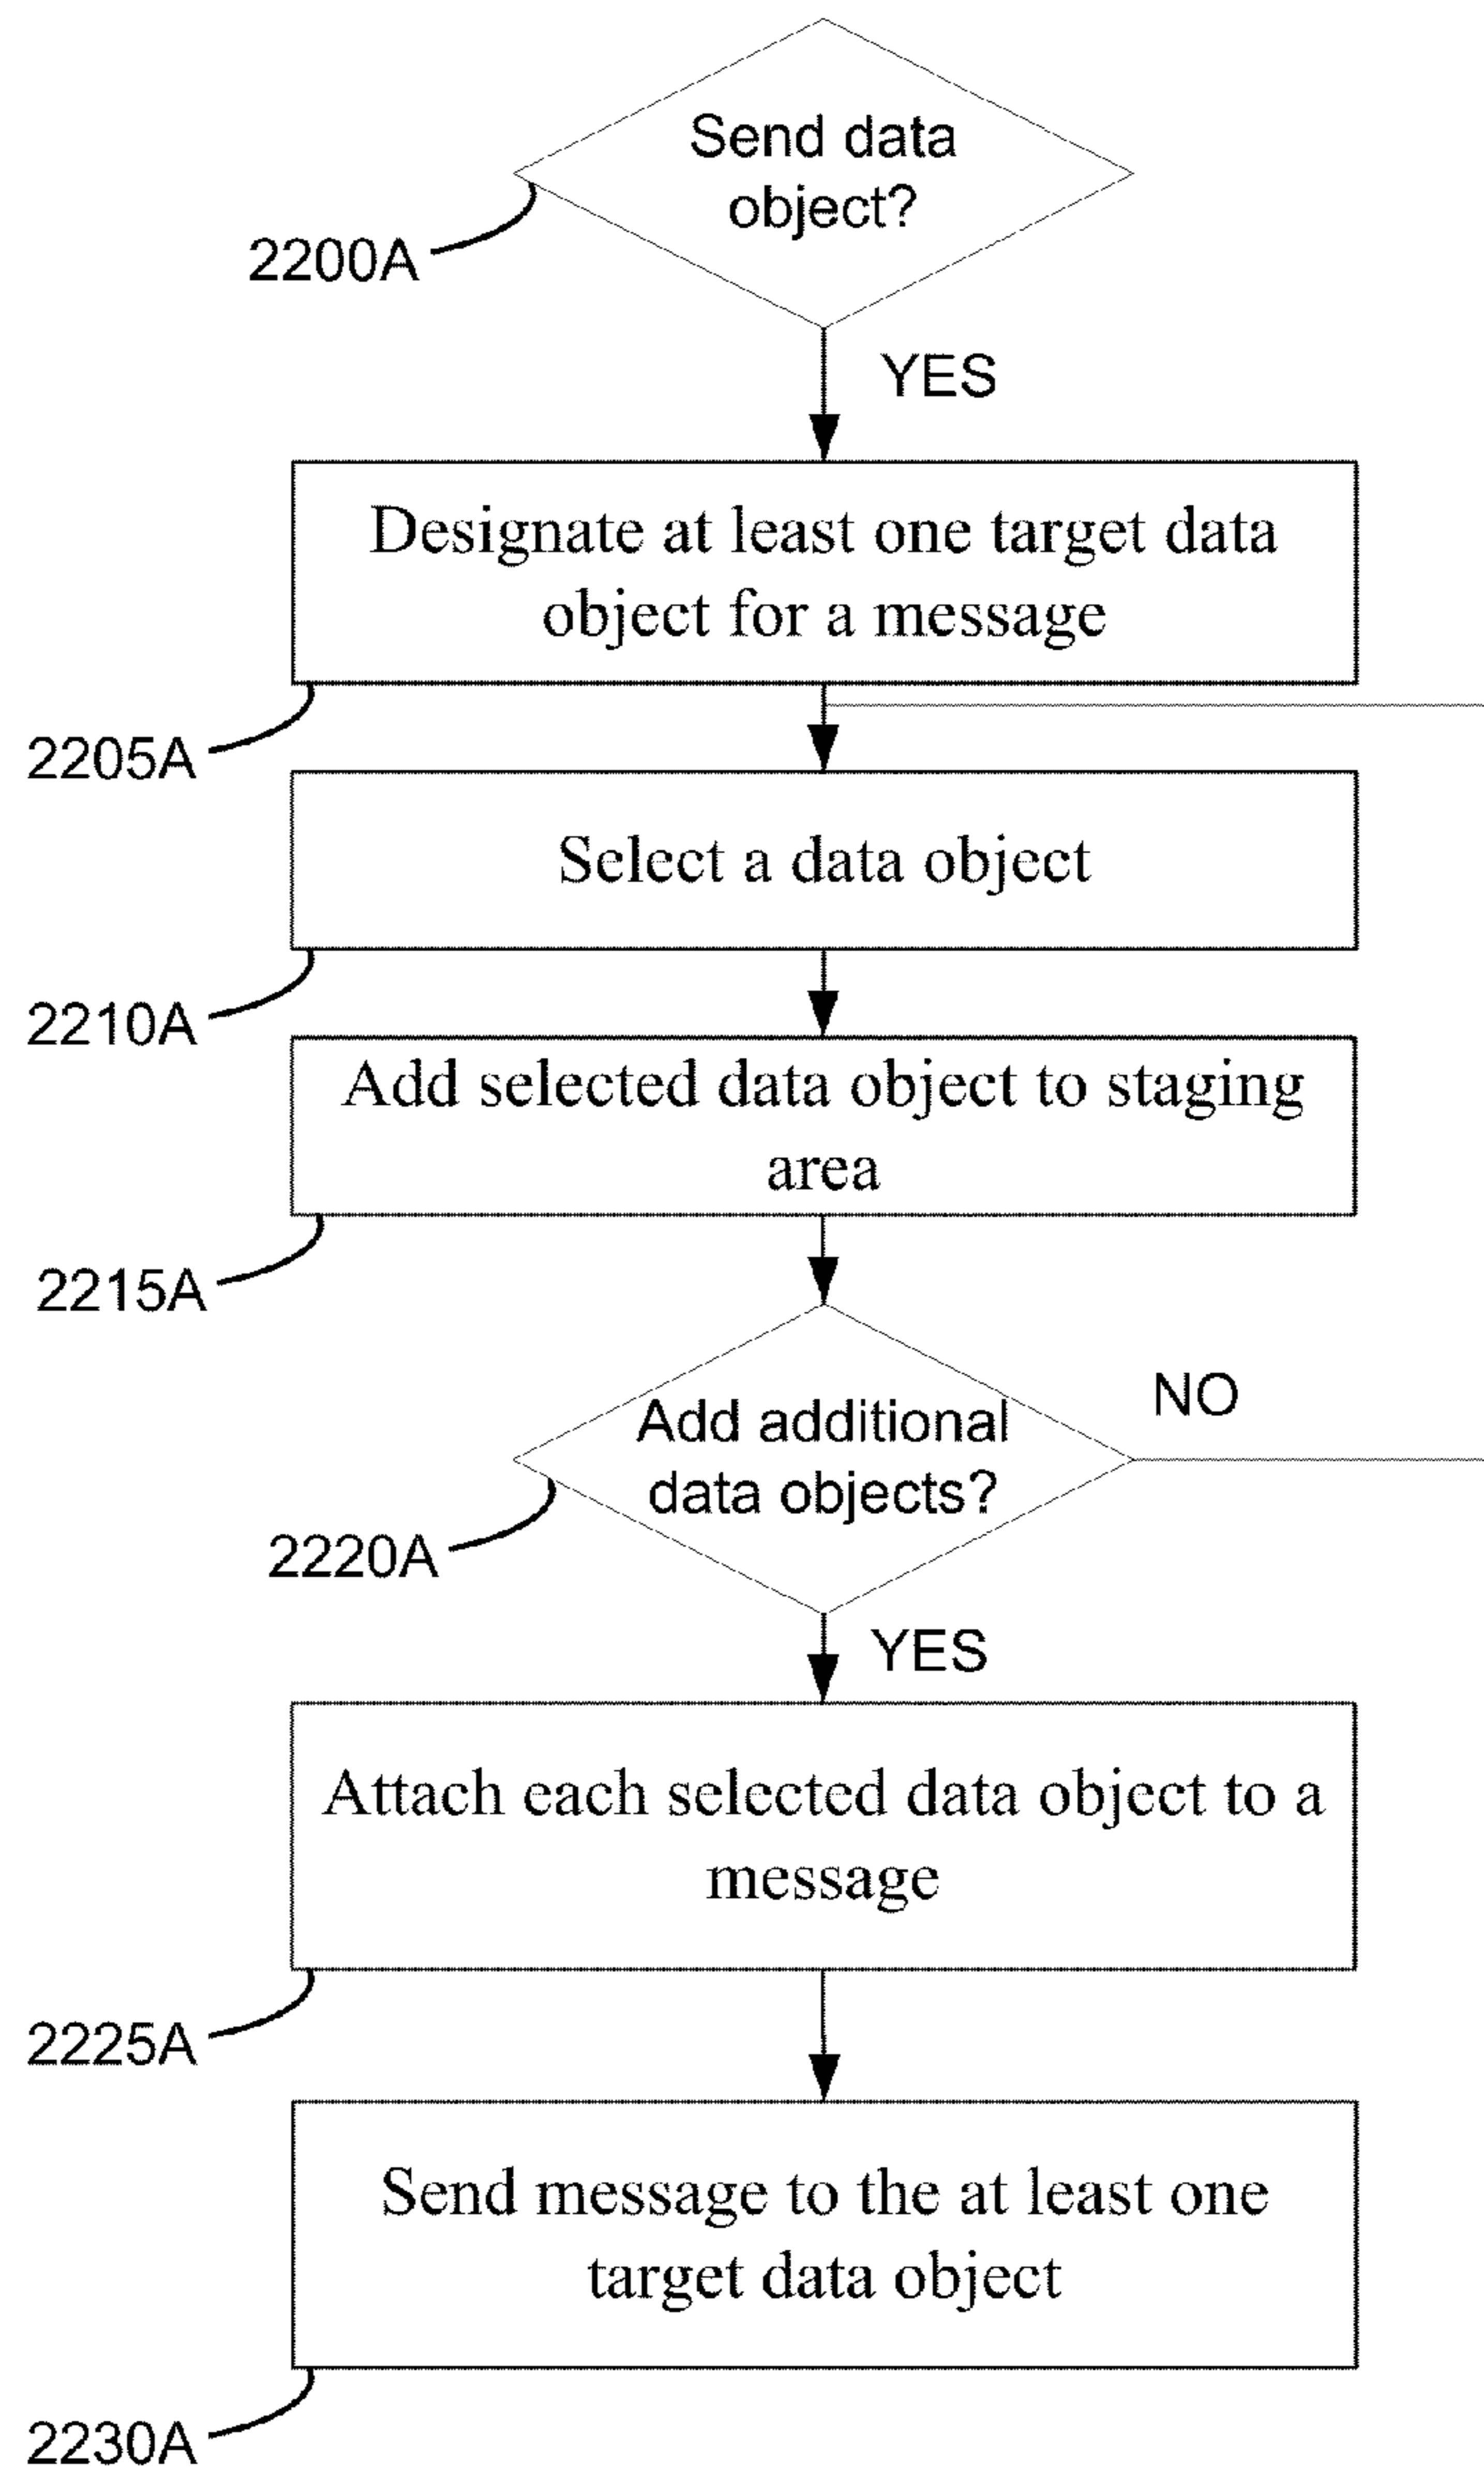 Send data
object?
2200A
YES
Designate at least one target data
object for a message
2205A
Select a data object
2210A
Add selected data object to staging
area
2215A
Add additional
data objects?
NO
2220A
YES
Attach each selected data object to a
message
2225A
Send message to the at least one
target data object
2230A